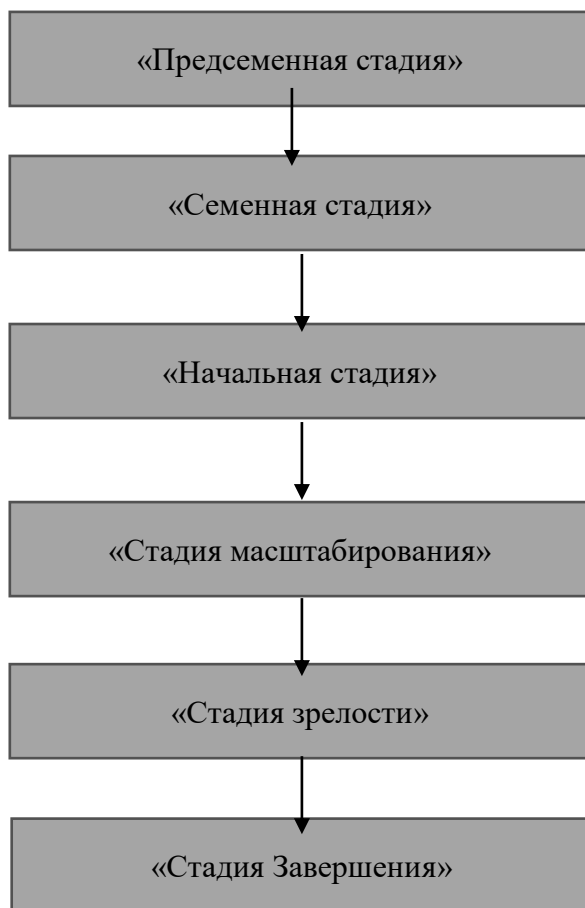 «Предсеменная стадия»
«Семенная стадия»
«Начальная стадия»
«Стадия масштабирования»
«Стадия зрелости»
«Стадия Завершения»